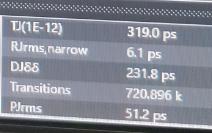 TJ(1E-12) 319.0 ps
RJrms,narrow 6.1 ps
DJδδ 231.8 ps
Transitions 720.896 k
PJrms 51.2 ps